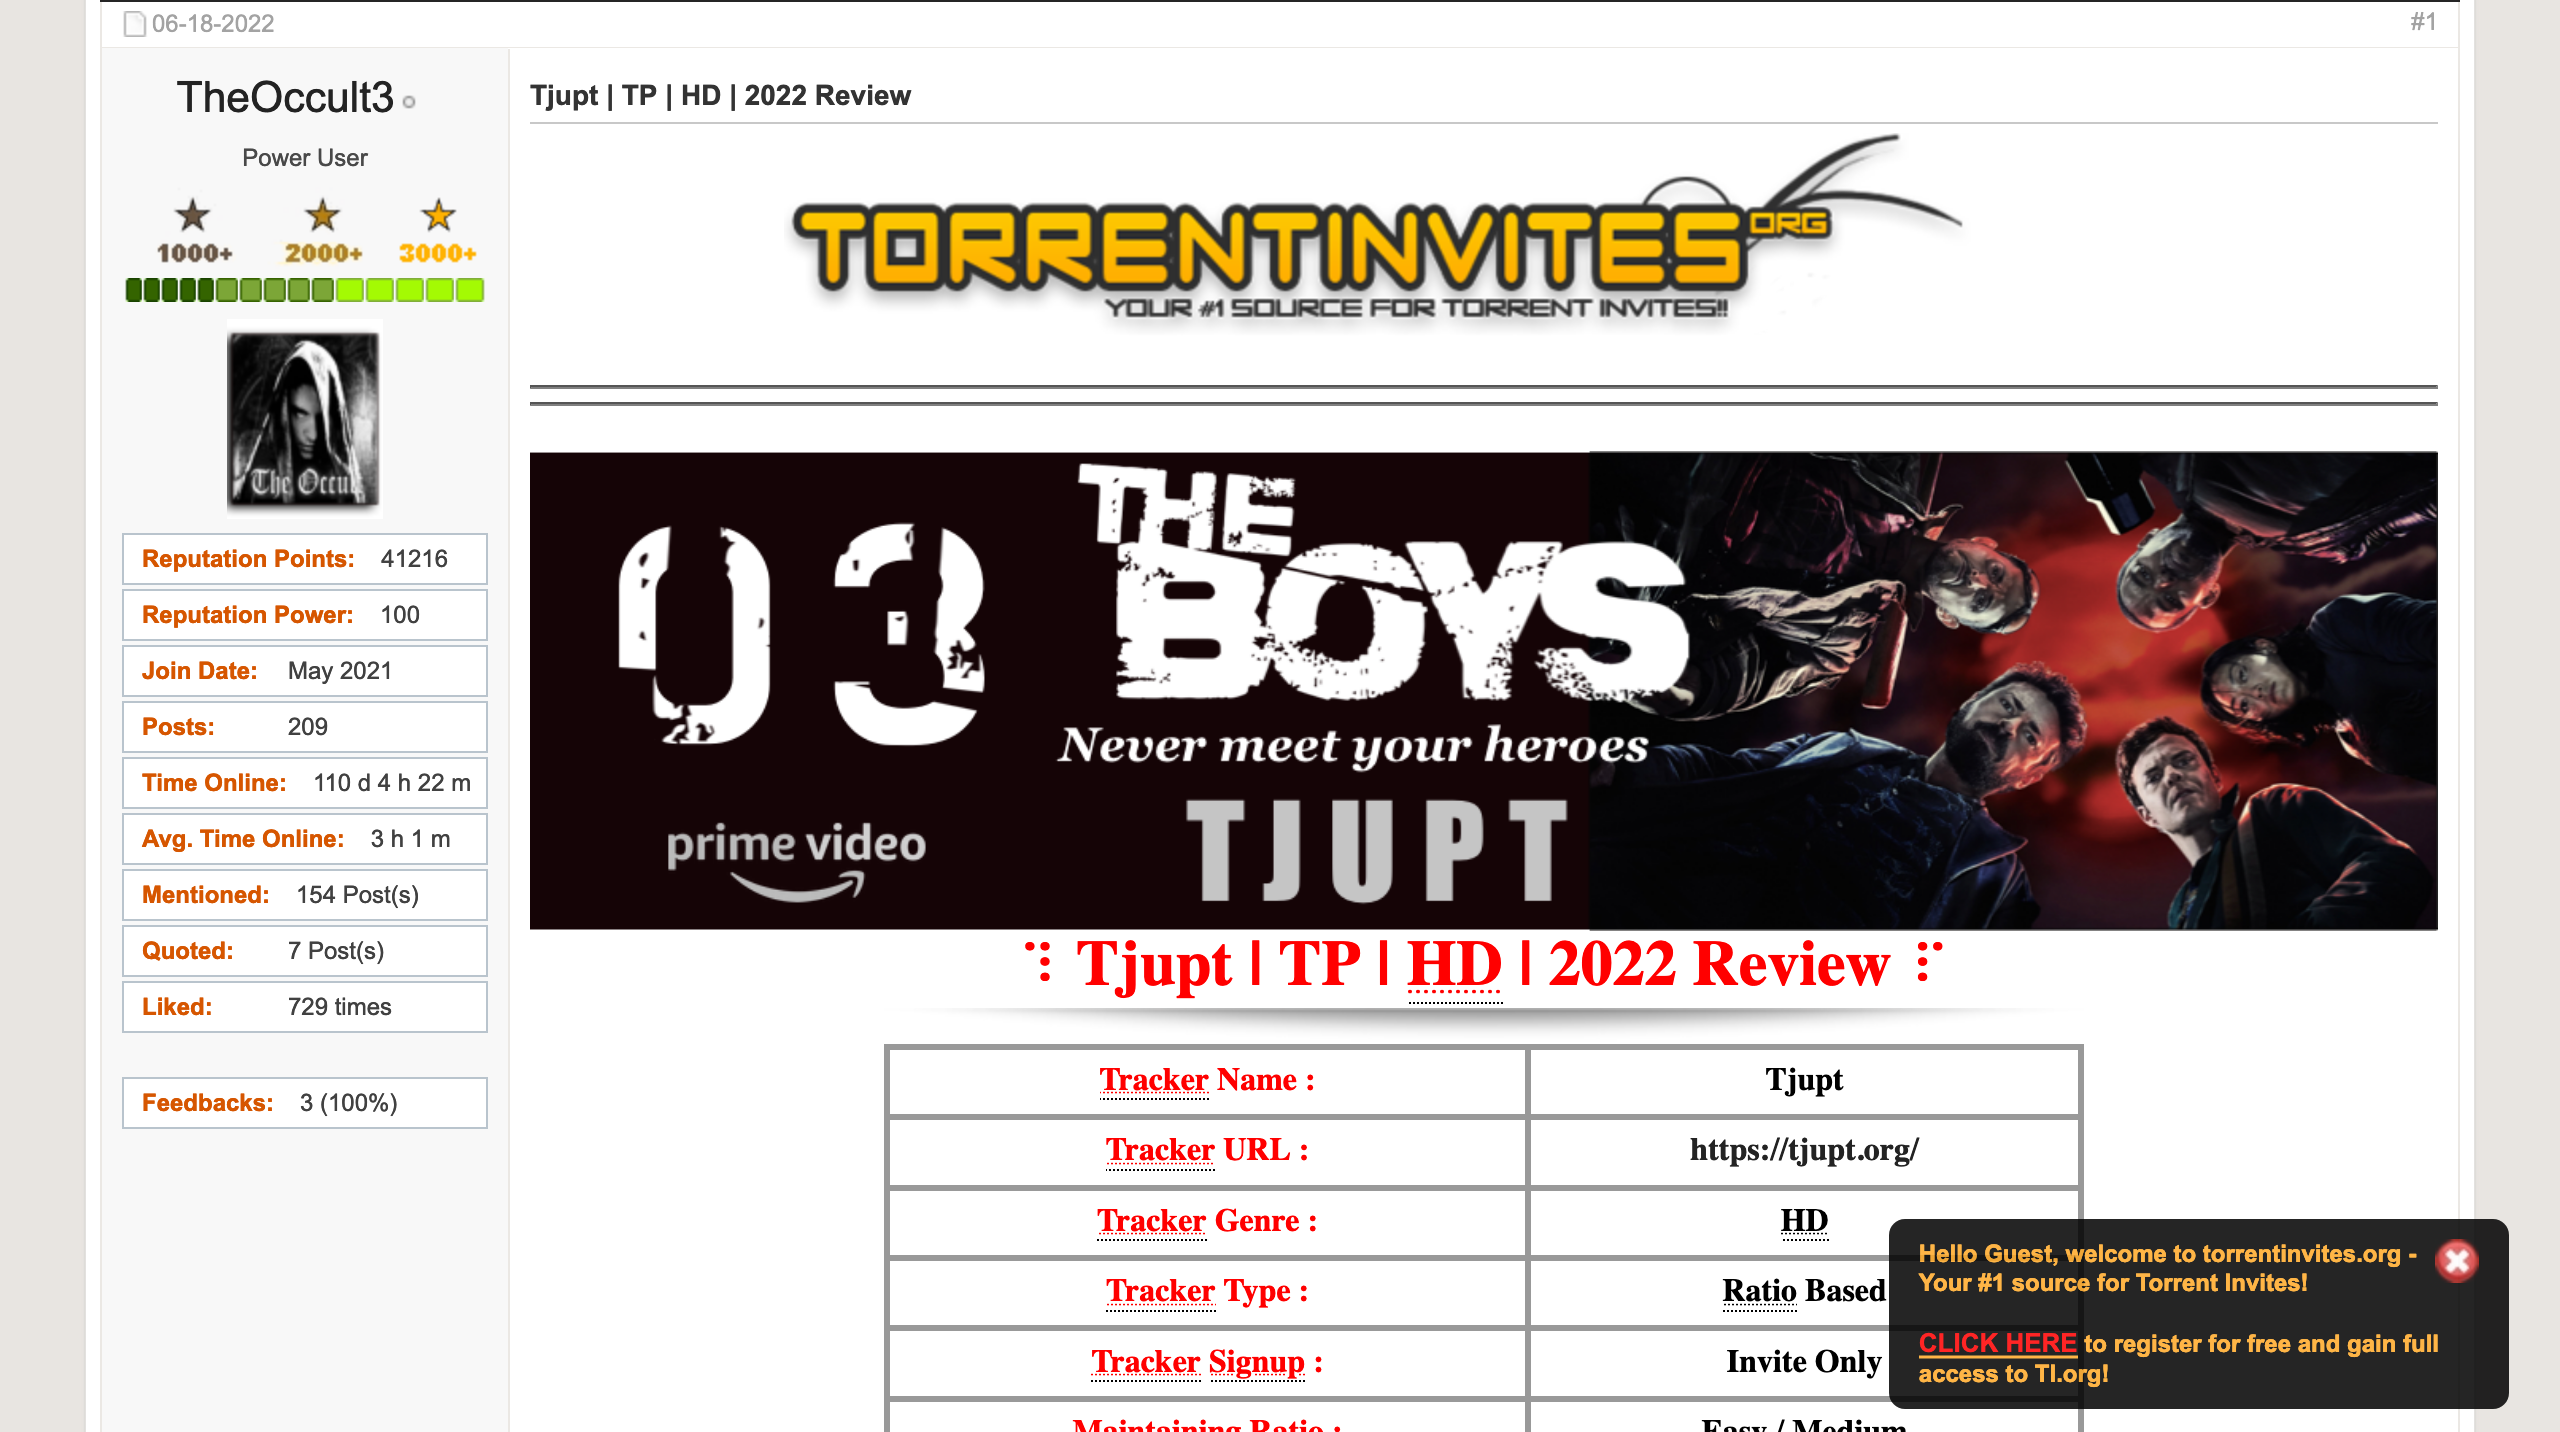 06-18-2022
#1
TheOccult3
Power User
1000+ 2000+ 3000+
The Occult
Reputation Points: 41216
Reputation Power: 100
Join Date: May 2021
Posts: 209
Time Online: 110 d 4 h 22 m
Avg. Time Online: 3 h 1 m
Mentioned: 154 Post(s)
Quoted: 7 Post(s)
Liked: 729 times
Feedbacks: 3 (100%)
Tjupt | TP | HD | 2022 Review
TORRENTINVITES ORG
YOUR #1 SOURCE FOR TORRENT INVITES!!
03
THE
BOYS
Never meet your heroes
prime video
TJUPT
Tjupt | TP | HD | 2022 Review
Tracker Name : Tjupt
Tracker URL : https://tjupt.org/
Tracker Genre : HD
Tracker Type : Ratio Based
Tracker Signup : Invite Only
Maintaining Ratio : Easy / Medium
Hello Guest, welcome to torrentinvites.org -
Your #1 source for Torrent Invites!
CLICK HERE to register for free and gain full
access to TI.org!